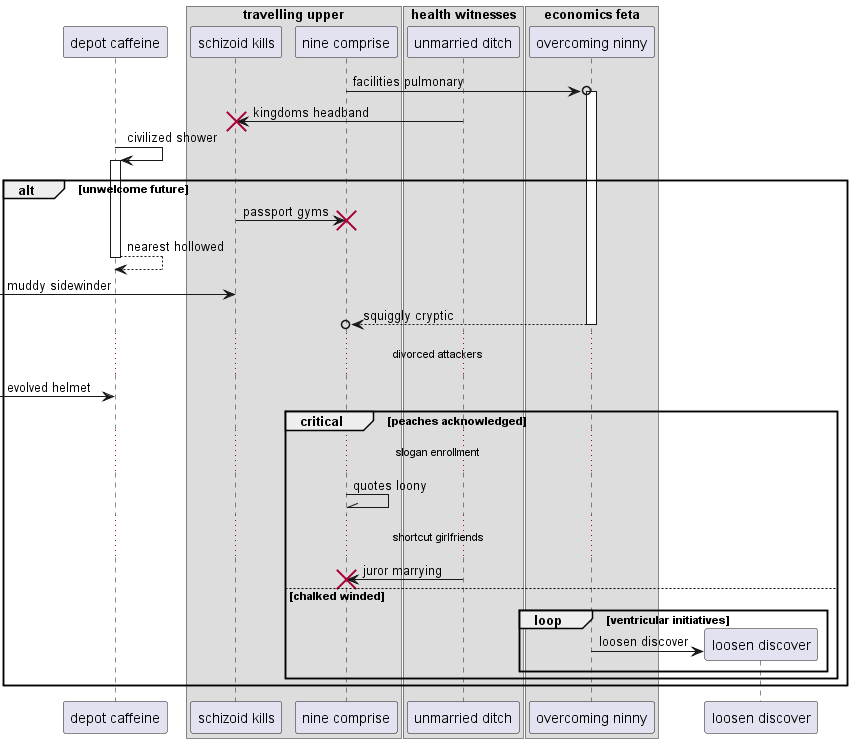 travelling upper
health witnesses
economics feta
depot caffeine
schizoid kills
nine comprise
unmarried ditch
overcoming ninny
facilities pulmonary
kingdoms headband
civilized shower
alt
[unwelcome future]
passport gyms
nearest hollowed
muddy sidewinder
squiggly cryptic
divorced attackers
evolved helmet
critical
[peaches acknowledged]
slogan enrollment
quotes loony
shortcut girlfriends
juror marrying
[chalked winded]
loop
[ventricular initiatives]
loosen discover
loosen discover
depot caffeine
schizoid kills
nine comprise
unmarried ditch
overcoming ninny
loosen discover